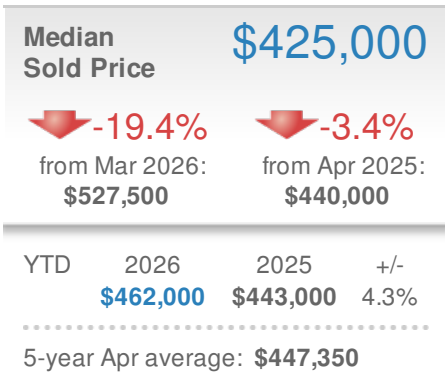 Median
Sold Price
$425,000
-19.4%
-3.4%
from Mar 2026:
from Apr 2025:
$527,500
$440,000
YTD 2026 2025 +/-
$462,000 $443,000 4.3%
5-year Apr average: $447,350